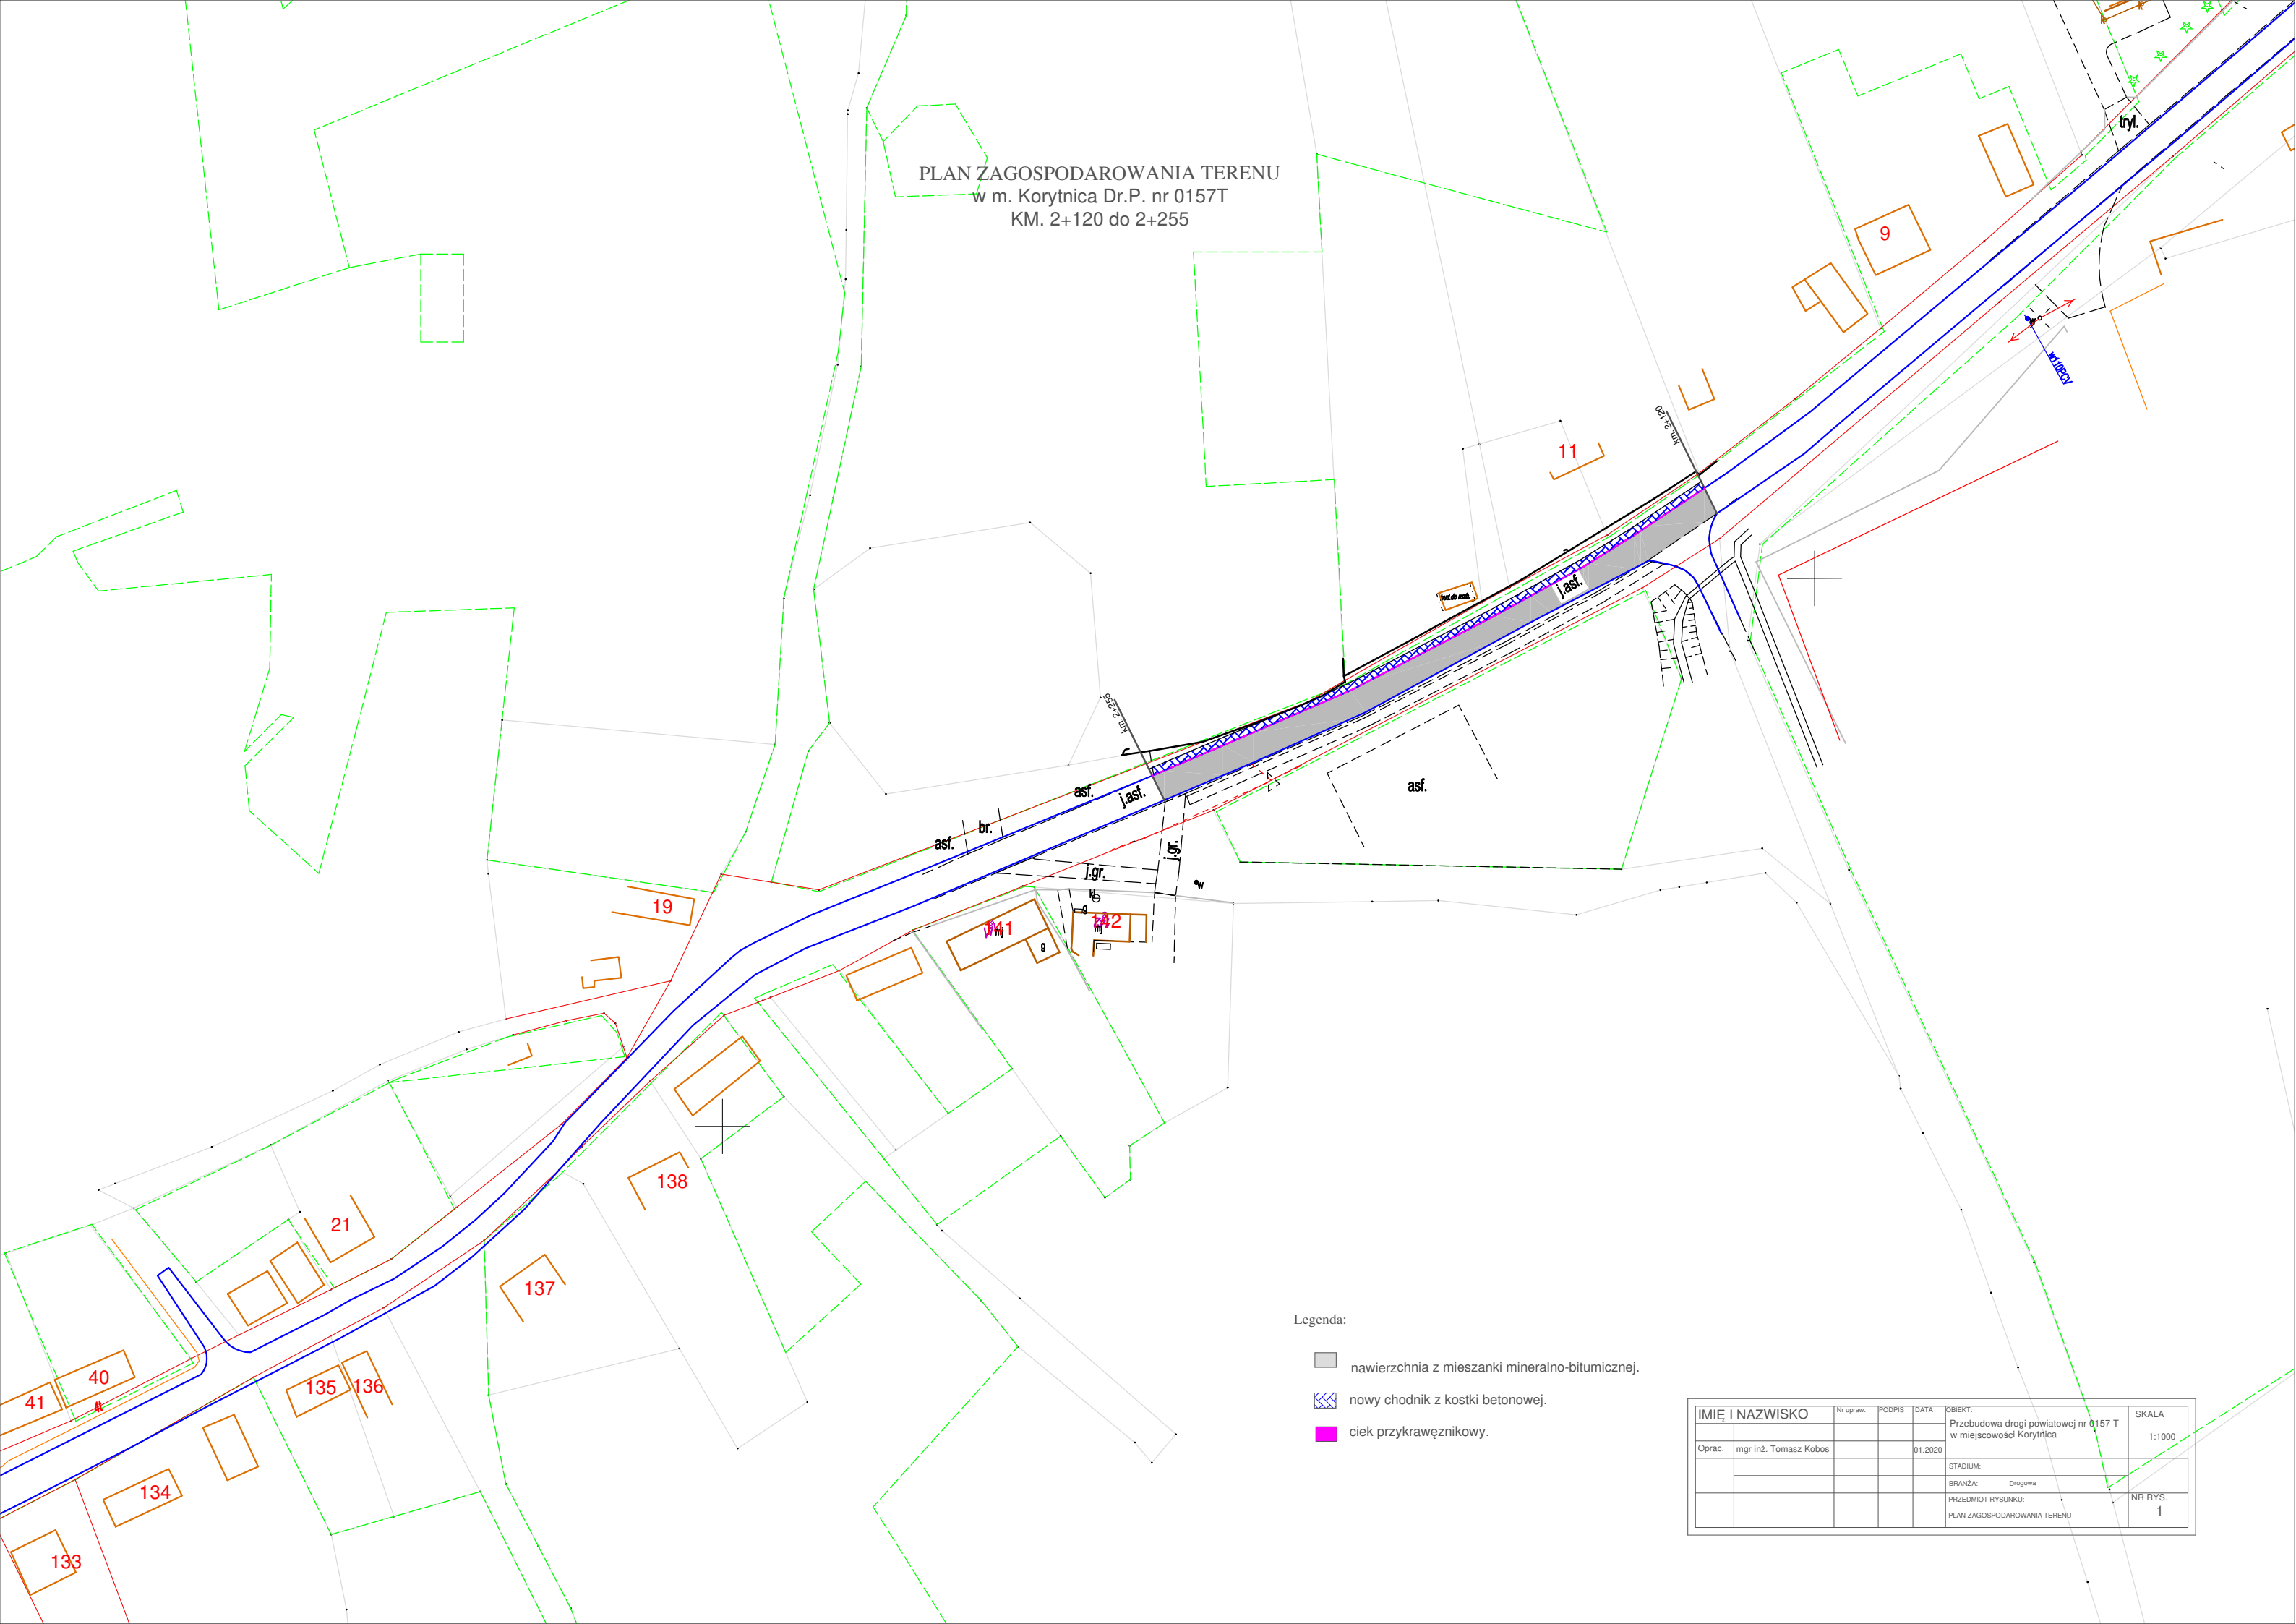 PLAN ZAGOSPODAROWANIA TERENU
w m. Korytnica Dr.P. nr 0157T
KM. 2+120 do 2+255
tryl.
9
w
w110PCV
km. 2+120
11
j.asf.
km. 2+255
asf.
j.asf.
asf.
br.
asf.
j.gr.
j.gr.
w
kl
g
19
141
mj
g
142
mj
138
21
137
40
41
135
136
134
133
Legenda:
nawierzchnia z mieszanki mineralno-bitumicznej.
nowy chodnik z kostki betonowej.
ciek przykrawężnikowy.
IMIĘ I NAZWISKO
Nr upraw.
PODPIS
DATA
OBIEKT:
Przebudowa drogi powiatowej nr 0157 T
w miejscowości Korytnica
SKALA
1:1000
Oprac.
mgr inż. Tomasz Kobos
01.2020
STADIUM:
BRANŻA: Drogowa
PRZEDMIOT RYSUNKU:
PLAN ZAGOSPODAROWANIA TERENU
NR RYS.
1